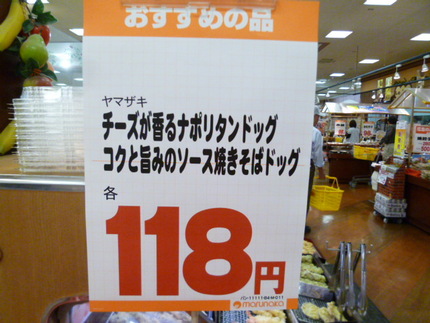 おすすめの品
ヤマザキ
チーズが香るナポリタンドッグ
コクと旨みのソース焼きそばドッグ
各
118円
marunaka